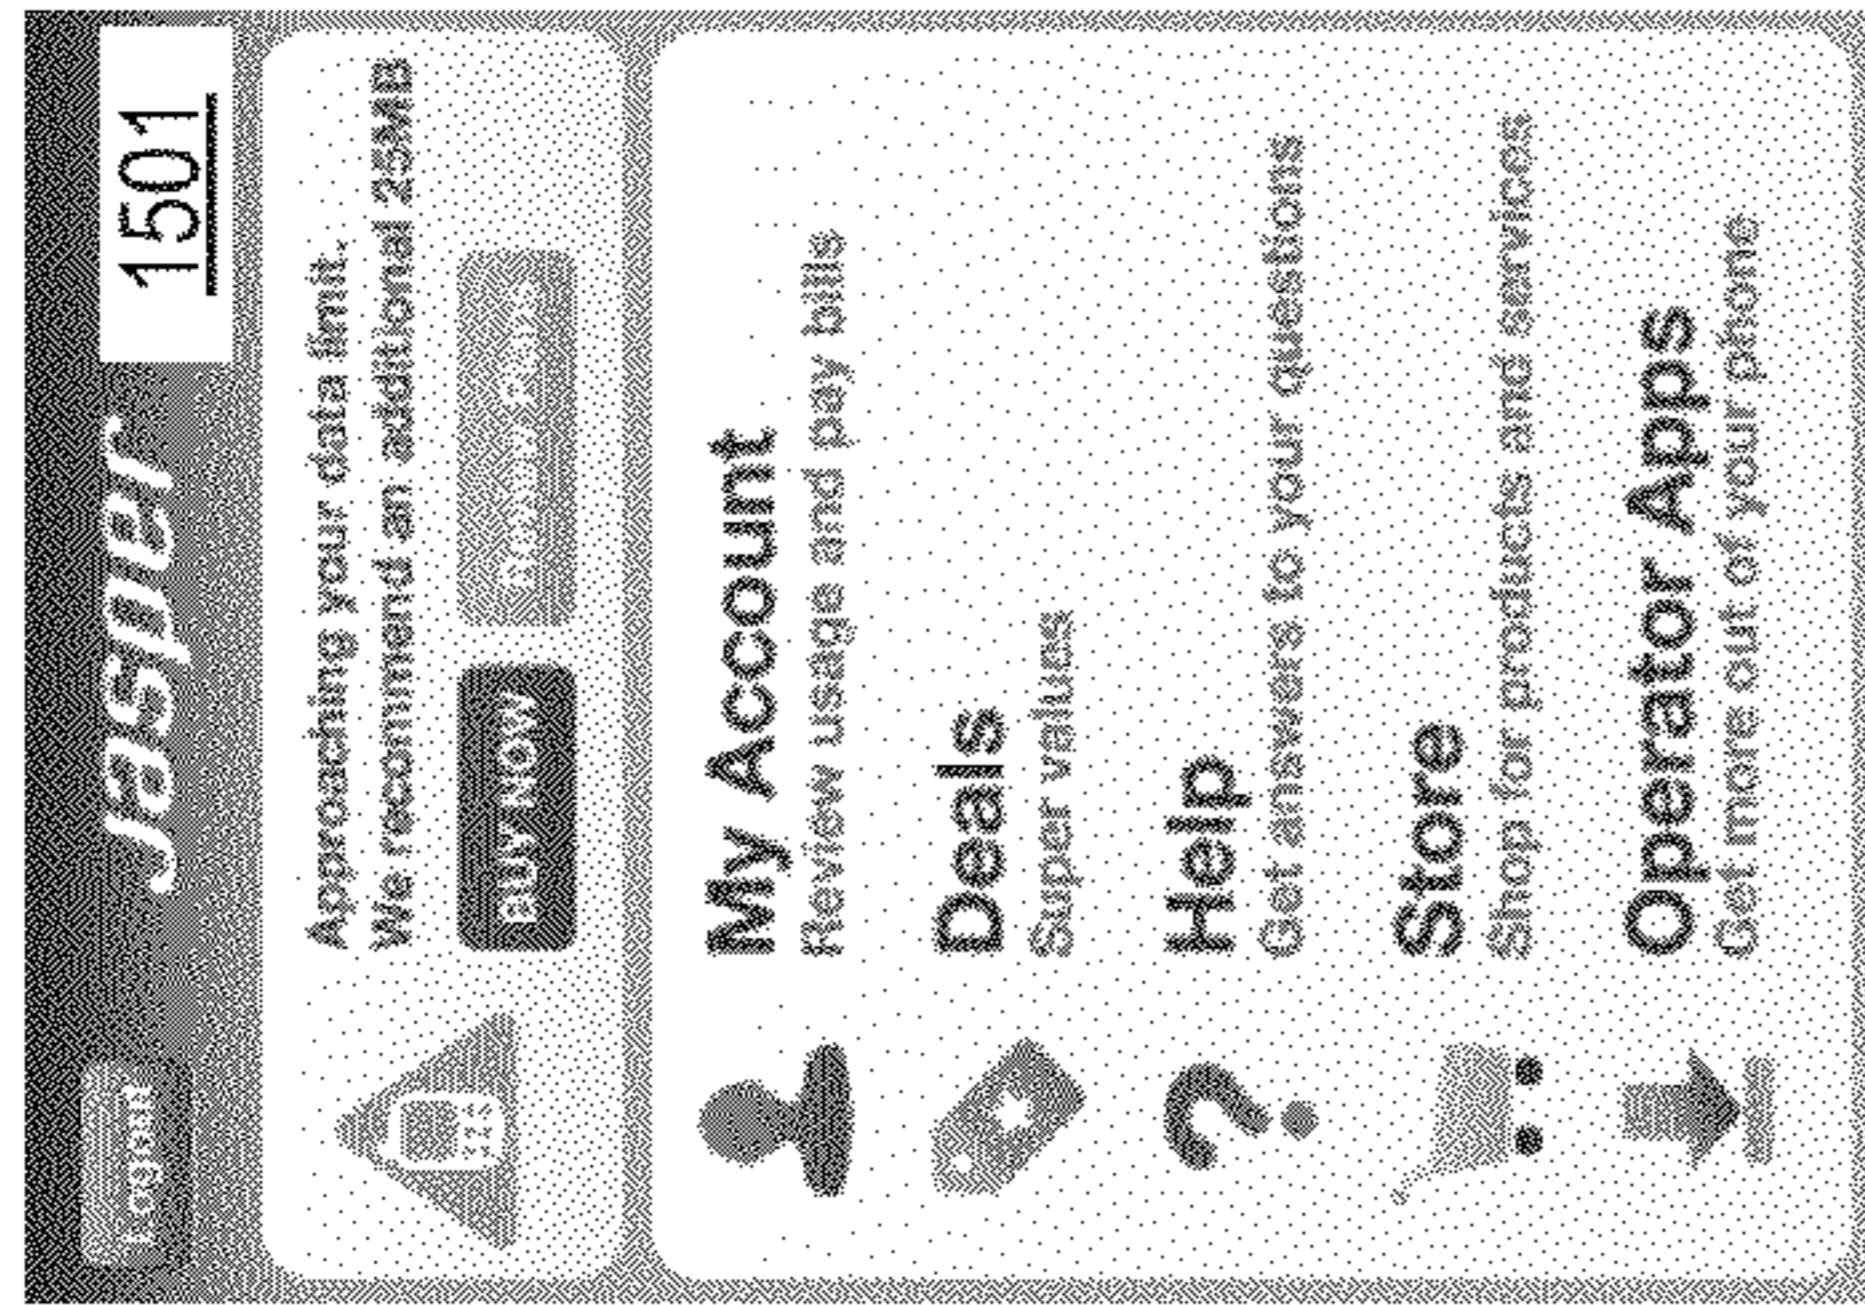 Logon
Jasper
1501
Approaching your data limit.
We recommend an additional 25MB
BUY NOW
My Account
Review usage and pay bills
Deals
Super values
Help
Get answers to your questions
Store
Shop for products and services
Operator Apps
Get more out of your phone